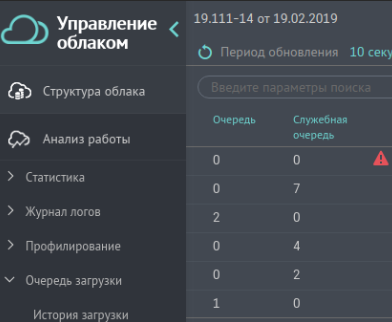 Управление
облаком
19.111-14 от 19.02.2019
Период обновления 10 секу
Введите параметры поиска
Структура облака
Анализ работы
Статистика
Журнал логов
Профилирование
Очередь загрузки
История загрузки
Очередь Служебная
очередь
0 0
0 7
2 0
0 4
0 2
1 0